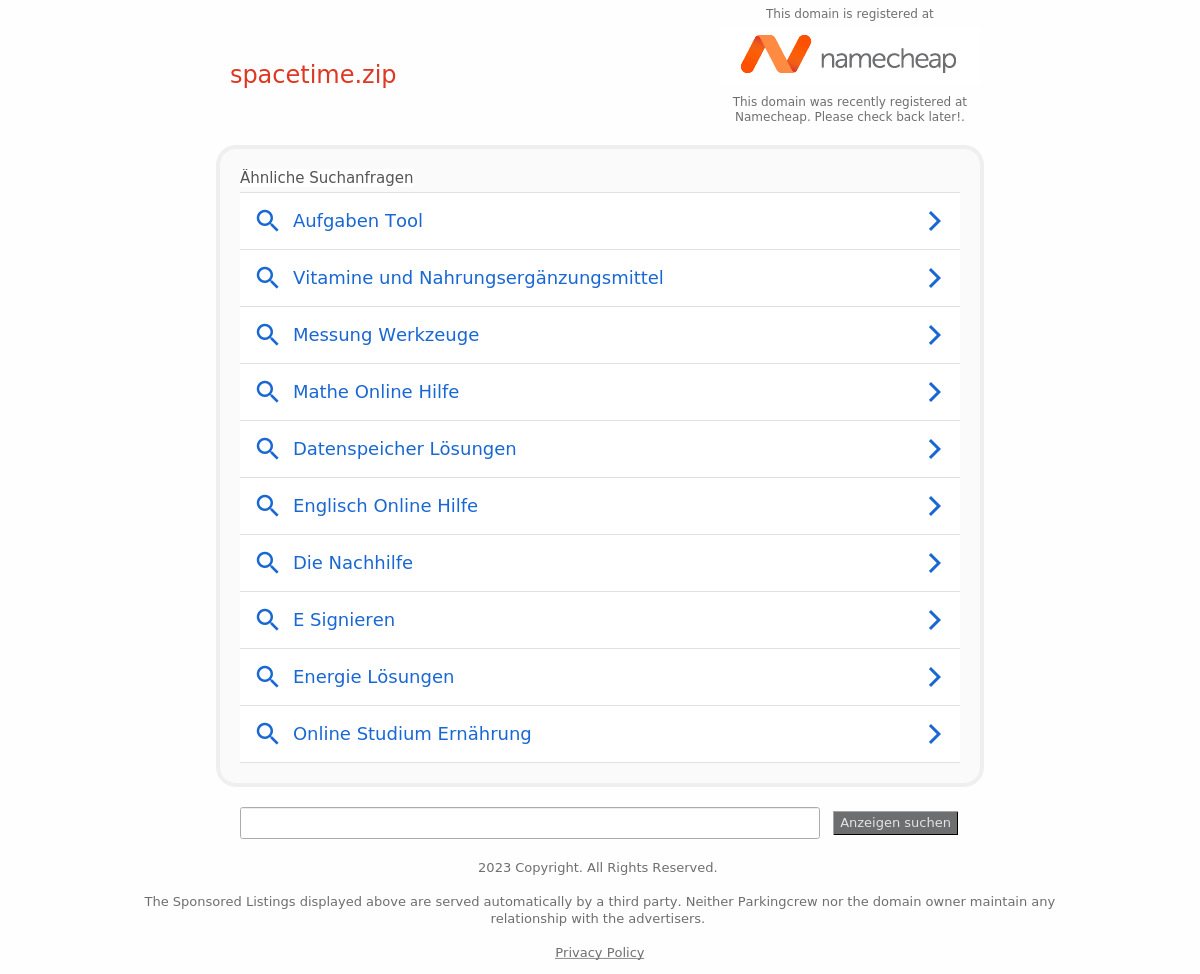 This domain is registered at
namecheap
spacetime.zip
This domain was recently registered at
Namecheap. Please check back later!.
Ähnliche Suchanfragen
Aufgaben Tool
Vitamine und Nahrungsergänzungsmittel
Messung Werkzeuge
Mathe Online Hilfe
Datenspeicher Lösungen
Englisch Online Hilfe
Die Nachhilfe
E Signieren
Energie Lösungen
Online Studium Ernährung
Anzeigen suchen
2023 Copyright. All Rights Reserved.
The Sponsored Listings displayed above are served automatically by a third party. Neither Parkingcrew nor the domain owner maintain any
relationship with the advertisers.
Privacy Policy